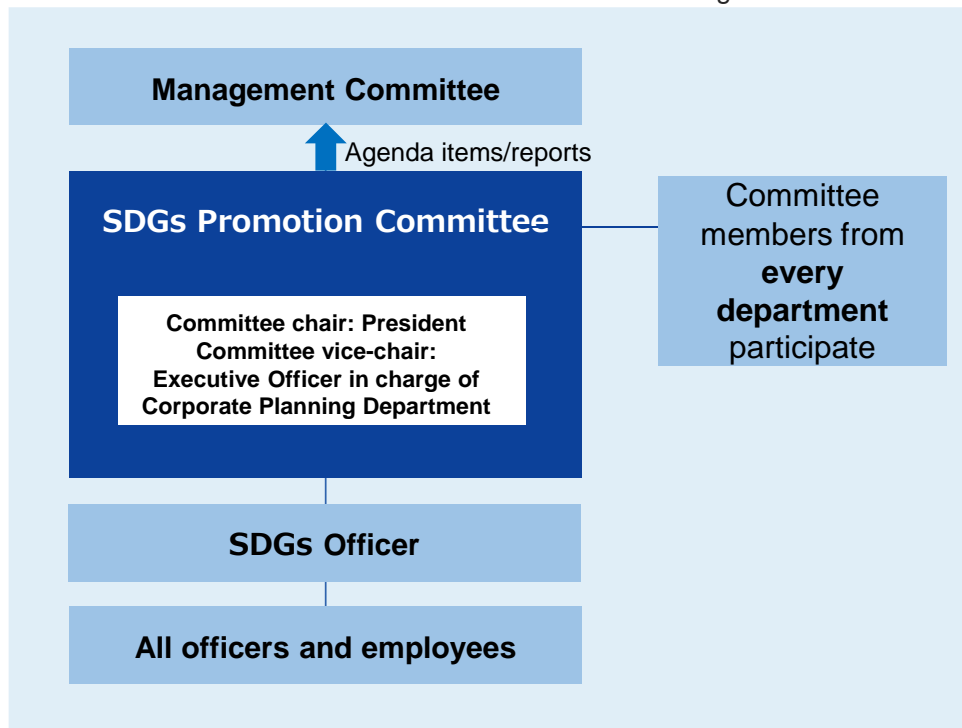 Management Committee
Agenda items/reports
SDGs Promotion Committee
Committee chair: President
Committee vice-chair:
Executive Officer in charge of
Corporate Planning Department
Committee
members from
every
department
participate
SDGs Officer
All officers and employees